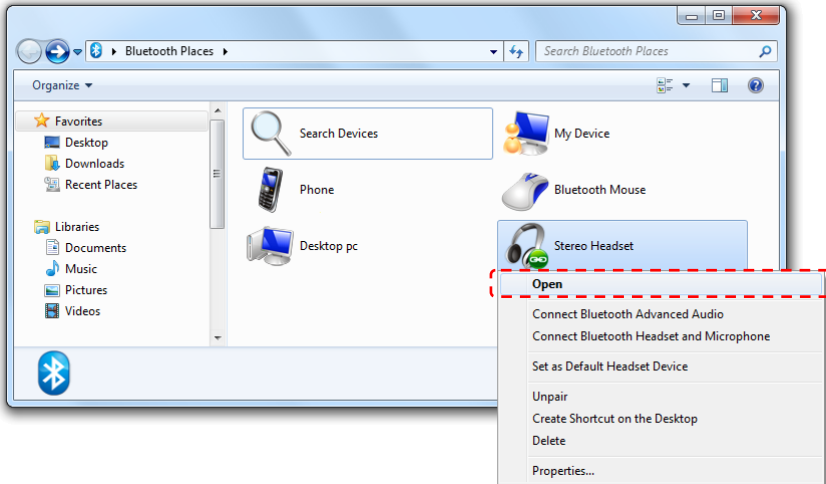 Bluetooth Places
Search Bluetooth Places
Organize
Favorites
Desktop
Downloads
Recent Places
Libraries
Documents
Music
Pictures
Videos
Search Devices
My Device
Phone
Bluetooth Mouse
Desktop pc
Stereo Headset
Open
Connect Bluetooth Advanced Audio
Connect Bluetooth Headset and Microphone
Set as Default Headset Device
Unpair
Create Shortcut on the Desktop
Delete
Properties...